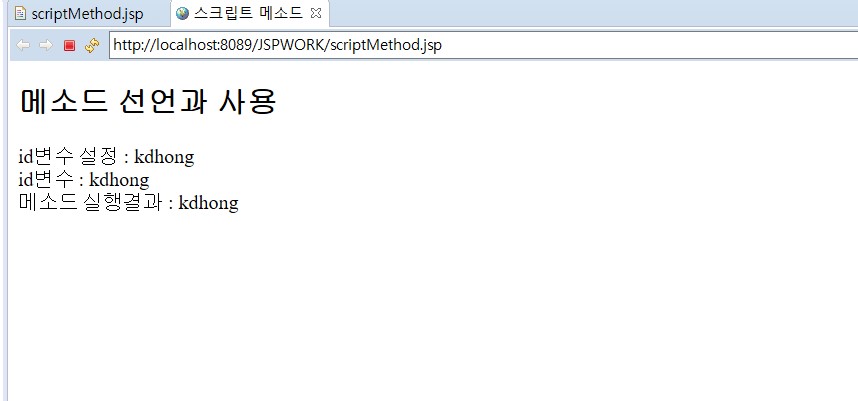 scriptMethod.jsp
스크립트 메소드
http://localhost:8089/JSPWORK/scriptMethod.jsp
메소드 선언과 사용
id변수 설정 : kdhong
id변수 : kdhong
메소드 실행결과 : kdhong